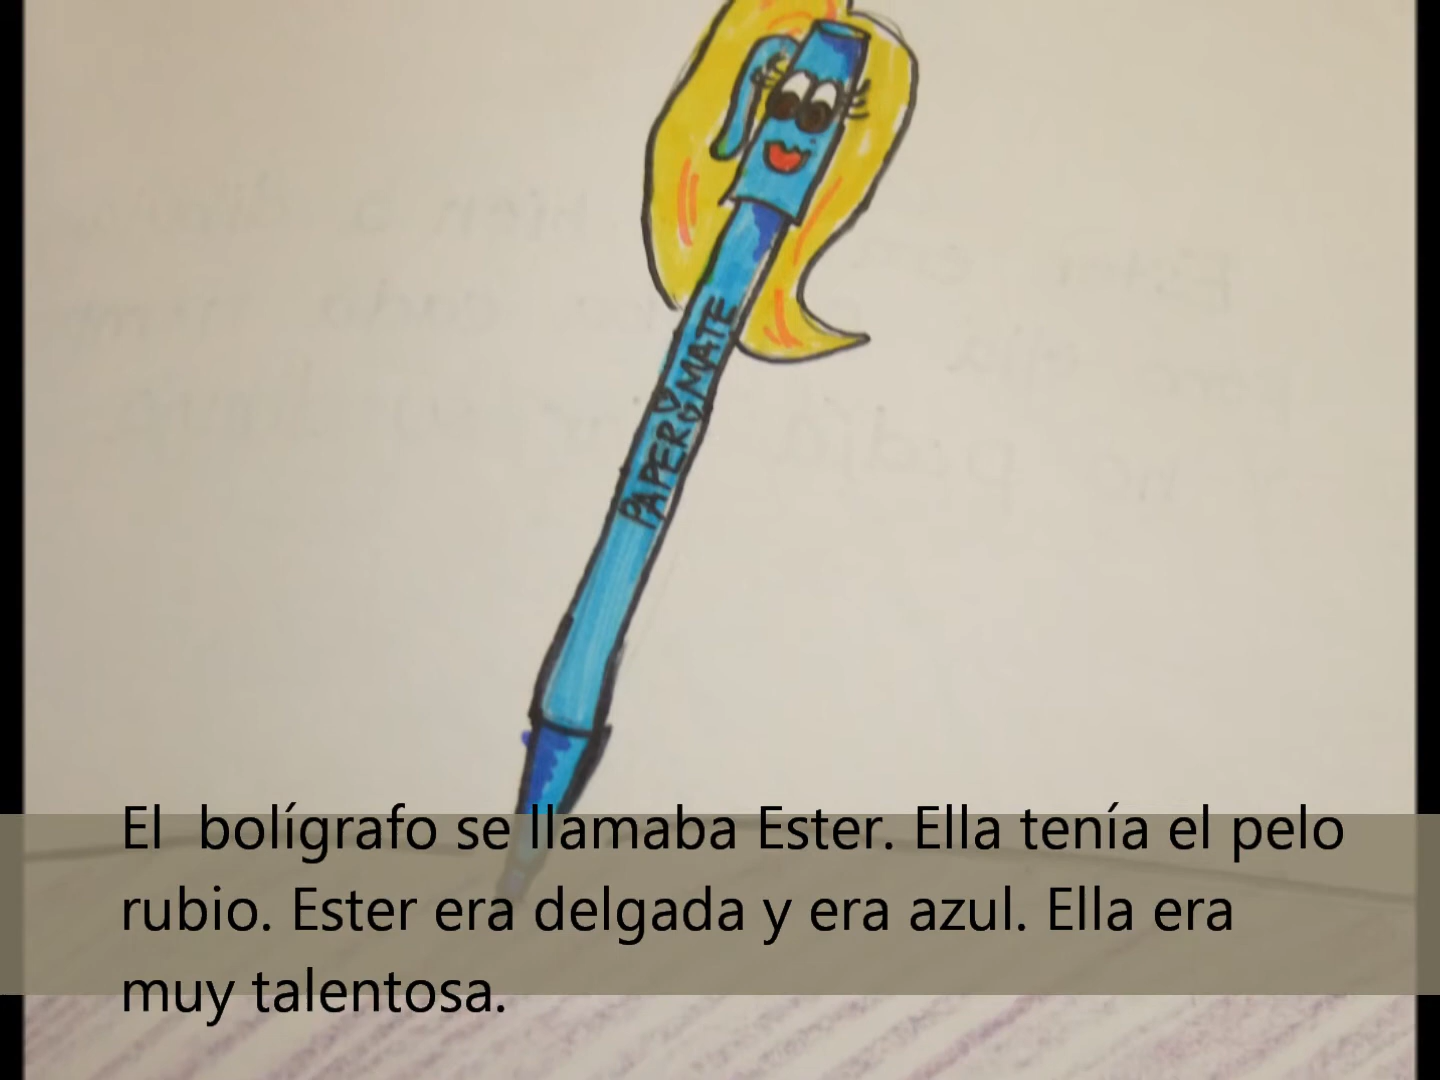 PAPER MATE
El bolígrafo se llamaba Ester. Ella tenía el pelo
rubio. Ester era delgada y era azul. Ella era
muy talentosa.